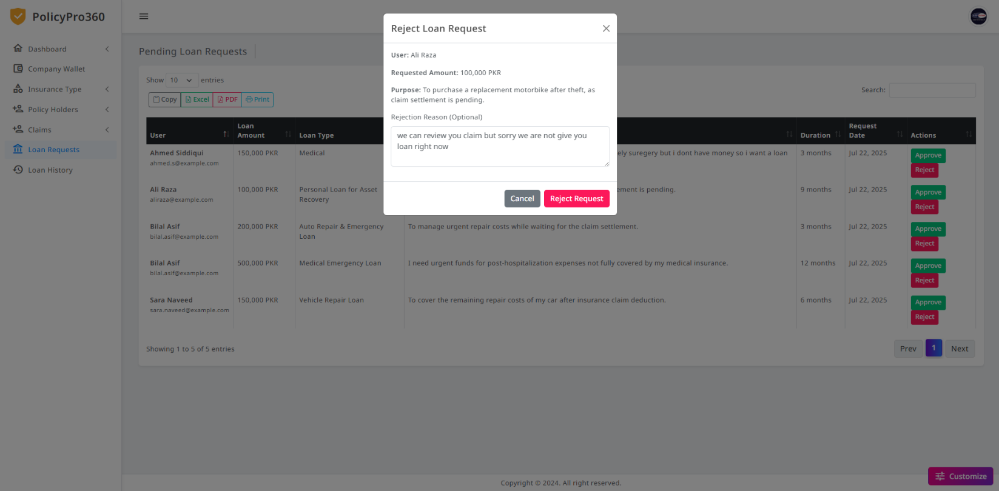 PolicyPro360
Dashboard
Company Wallet
Insurance Type
Policy Holders
Claims
Loan Requests
Loan History
Pending Loan Requests
Show 10 entries
Copy Excel PDF Print
Search:
User Loan Amount Loan Type Duration Request Date Actions
Ahmed Siddiqui 150,000 PKR Medical ely suregery but i dont have money so i want a loan 3 months Jul 22, 2025 Approve
ahmed.s@example.com Reject
Ali Raza 100,000 PKR Personal Loan for Asset Recovery ement is pending. 9 months Jul 22, 2025 Approve
aliraza@example.com Reject
Bilal Asif 200,000 PKR Auto Repair & Emergency Loan To manage urgent repair costs while waiting for the claim settlement. 3 months Jul 22, 2025 Approve
bilal.asif@example.com Reject
Bilal Asif 500,000 PKR Medical Emergency Loan I need urgent funds for post-hospitalization expenses not fully covered by my medical insurance. 12 months Jul 22, 2025 Approve
bilal.asif@example.com Reject
Sara Naveed 150,000 PKR Vehicle Repair Loan To cover the remaining repair costs of my car after insurance claim deduction. 6 months Jul 22, 2025 Approve
sara.naveed@example.com Reject
Showing 1 to 5 of 5 entries
Prev 1 Next
Reject Loan Request
User: Ali Raza
Requested Amount: 100,000 PKR
Purpose: To purchase a replacement motorbike after theft, as
claim settlement is pending.
Rejection Reason (Optional)
we can review you claim but sorry we are not give you
loan right now
Cancel Reject Request
Customize
Copyright © 2024. All right reserved.